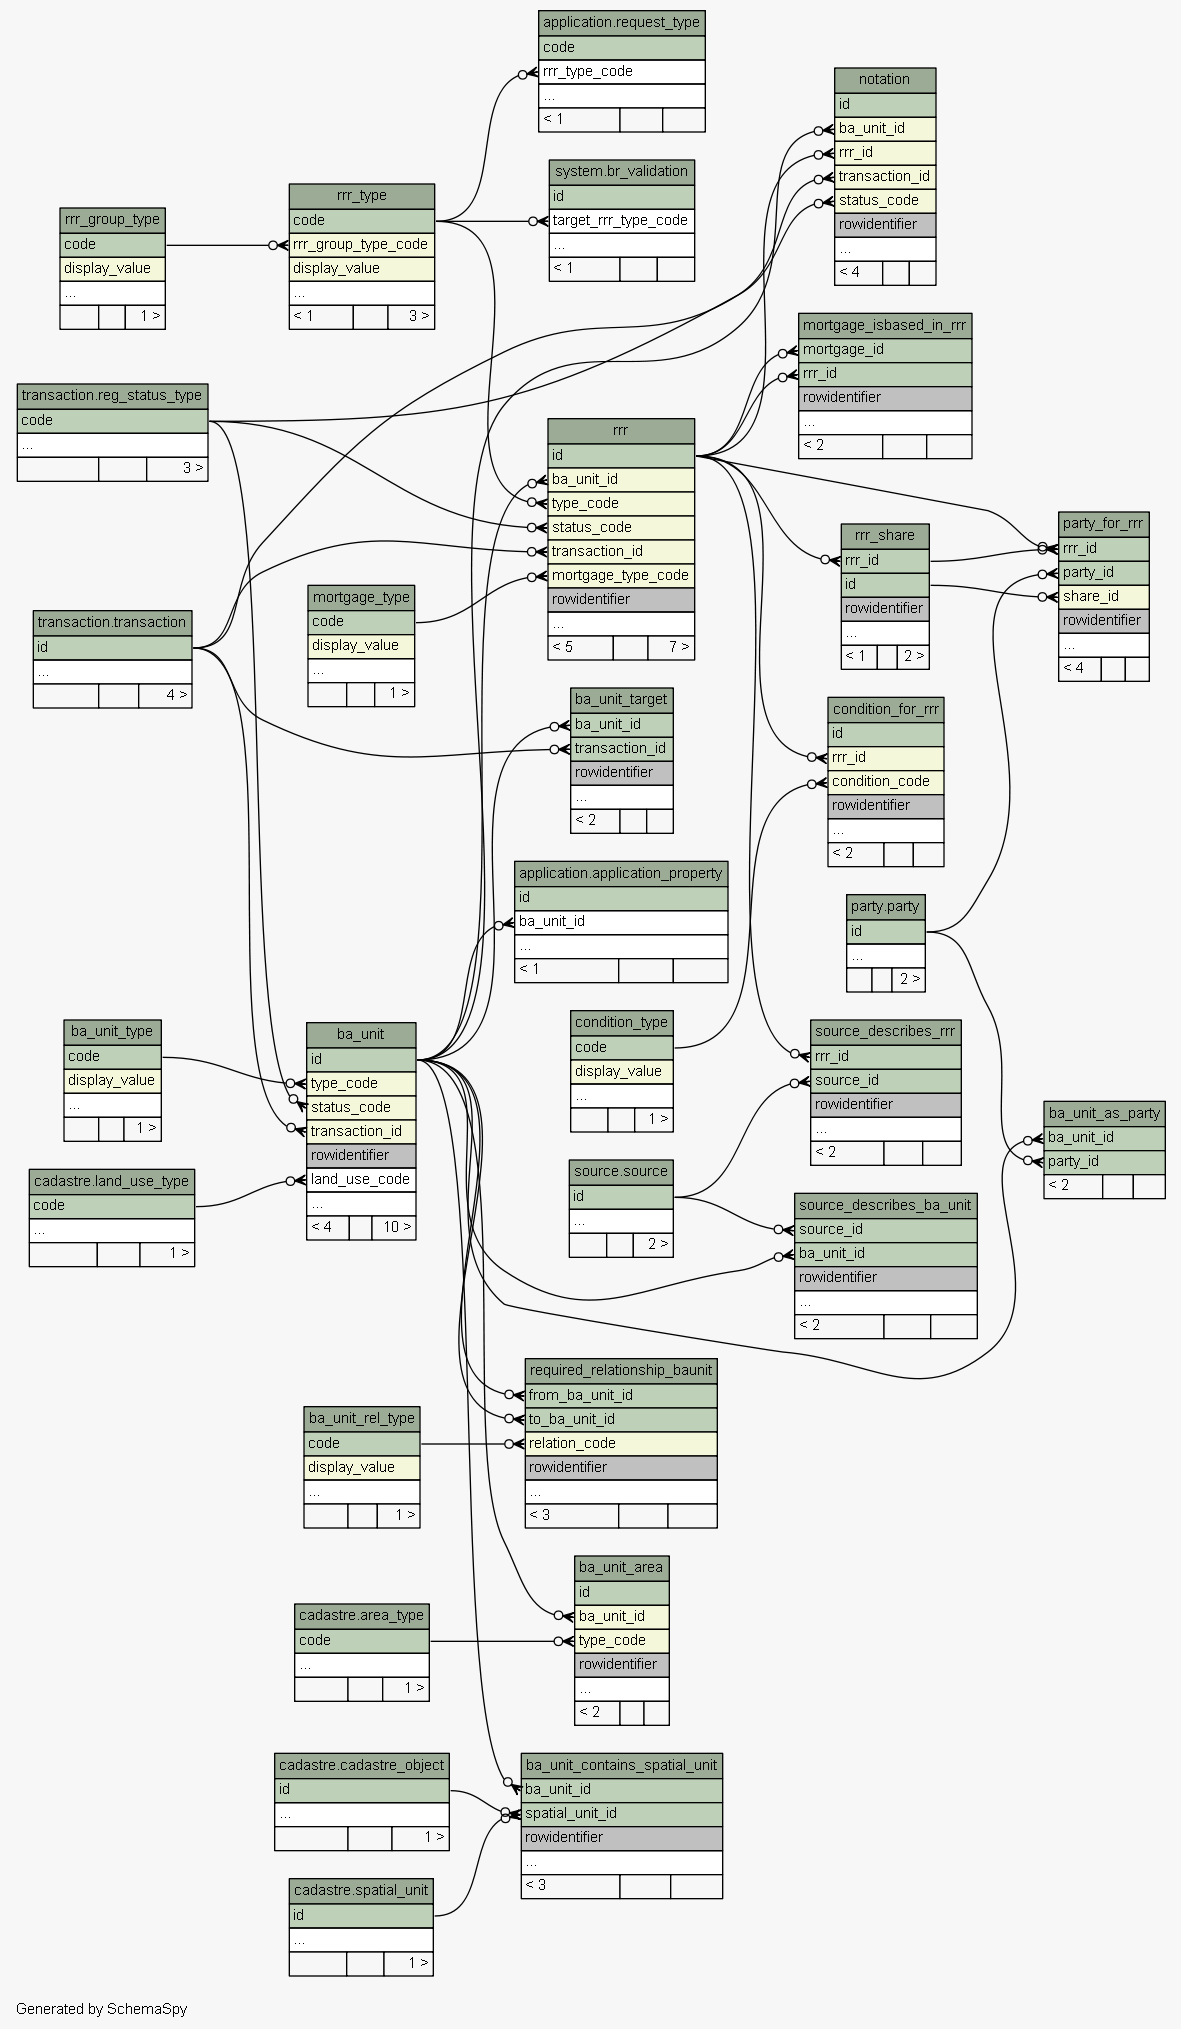 application.request_type
code
rrr_type_code
...
< 1
notation
id
ba_unit_id
rrr_id
transaction_id
status_code
rowidentifier
...
< 4
system.br_validation
id
target_rrr_type_code
...
< 1
rrr_type
code
rrr_group_type_code
display_value
...
< 1 3 >
rrr_group_type
code
display_value
...
1 >
mortgage_isbased_in_rrr
mortgage_id
rrr_id
rowidentifier
...
< 2
transaction.reg_status_type
code
...
3 >
rrr
id
ba_unit_id
type_code
status_code
transaction_id
mortgage_type_code
rowidentifier
...
< 5 7 >
party_for_rrr
rrr_id
party_id
share_id
rowidentifier
...
< 4
rrr_share
rrr_id
id
rowidentifier
...
< 1 2 >
mortgage_type
code
display_value
...
1 >
transaction.transaction
id
...
4 >
ba_unit_target
ba_unit_id
transaction_id
rowidentifier
...
< 2
condition_for_rrr
id
rrr_id
condition_code
rowidentifier
...
< 2
application.application_property
id
ba_unit_id
...
< 1
party.party
id
...
2 >
condition_type
code
display_value
...
1 >
source_describes_rrr
rrr_id
source_id
rowidentifier
...
< 2
ba_unit_type
code
display_value
...
1 >
ba_unit
id
type_code
status_code
transaction_id
rowidentifier
land_use_code
...
< 4 10 >
ba_unit_as_party
ba_unit_id
party_id
< 2
cadastre.land_use_type
code
...
1 >
source.source
id
...
2 >
source_describes_ba_unit
source_id
ba_unit_id
rowidentifier
...
< 2
required_relationship_baunit
from_ba_unit_id
to_ba_unit_id
relation_code
rowidentifier
...
< 3
ba_unit_rel_type
code
display_value
...
1 >
ba_unit_area
id
ba_unit_id
type_code
rowidentifier
...
< 2
cadastre.area_type
code
...
1 >
cadastre.cadastre_object
id
...
1 >
ba_unit_contains_spatial_unit
ba_unit_id
spatial_unit_id
rowidentifier
...
< 3
cadastre.spatial_unit
id
...
1 >
Generated by SchemaSpy